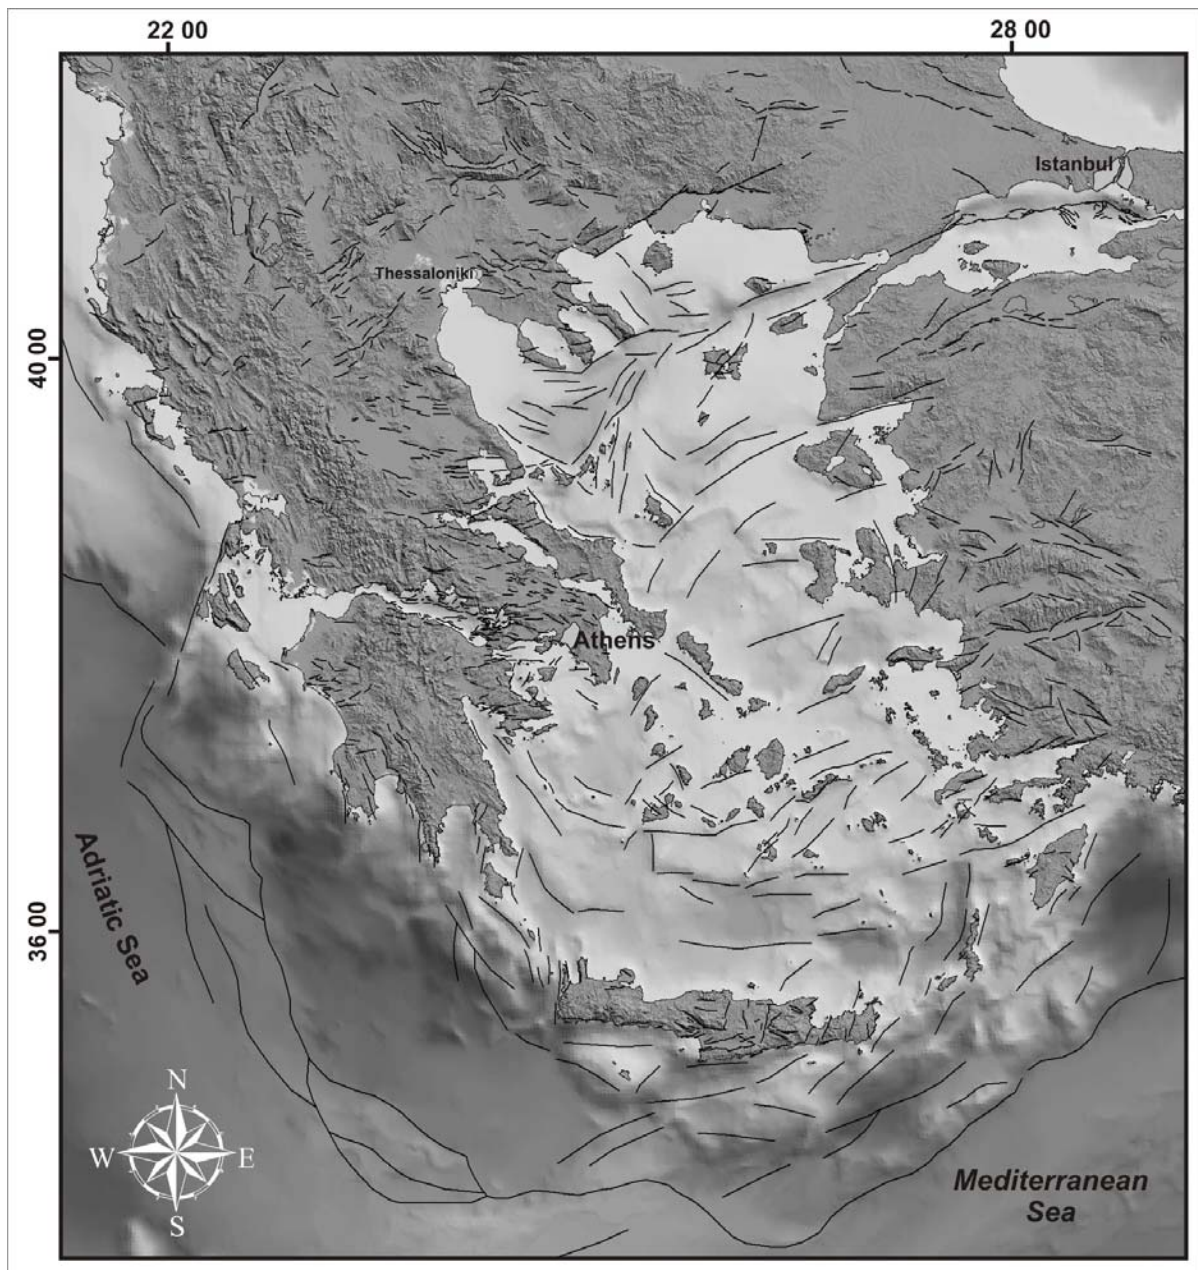 22 00
28 00
Istanbul
Thessaloniki
40 00
Athens
Adriatic Sea
36 00
N
W
E
S
Mediterranean
Sea